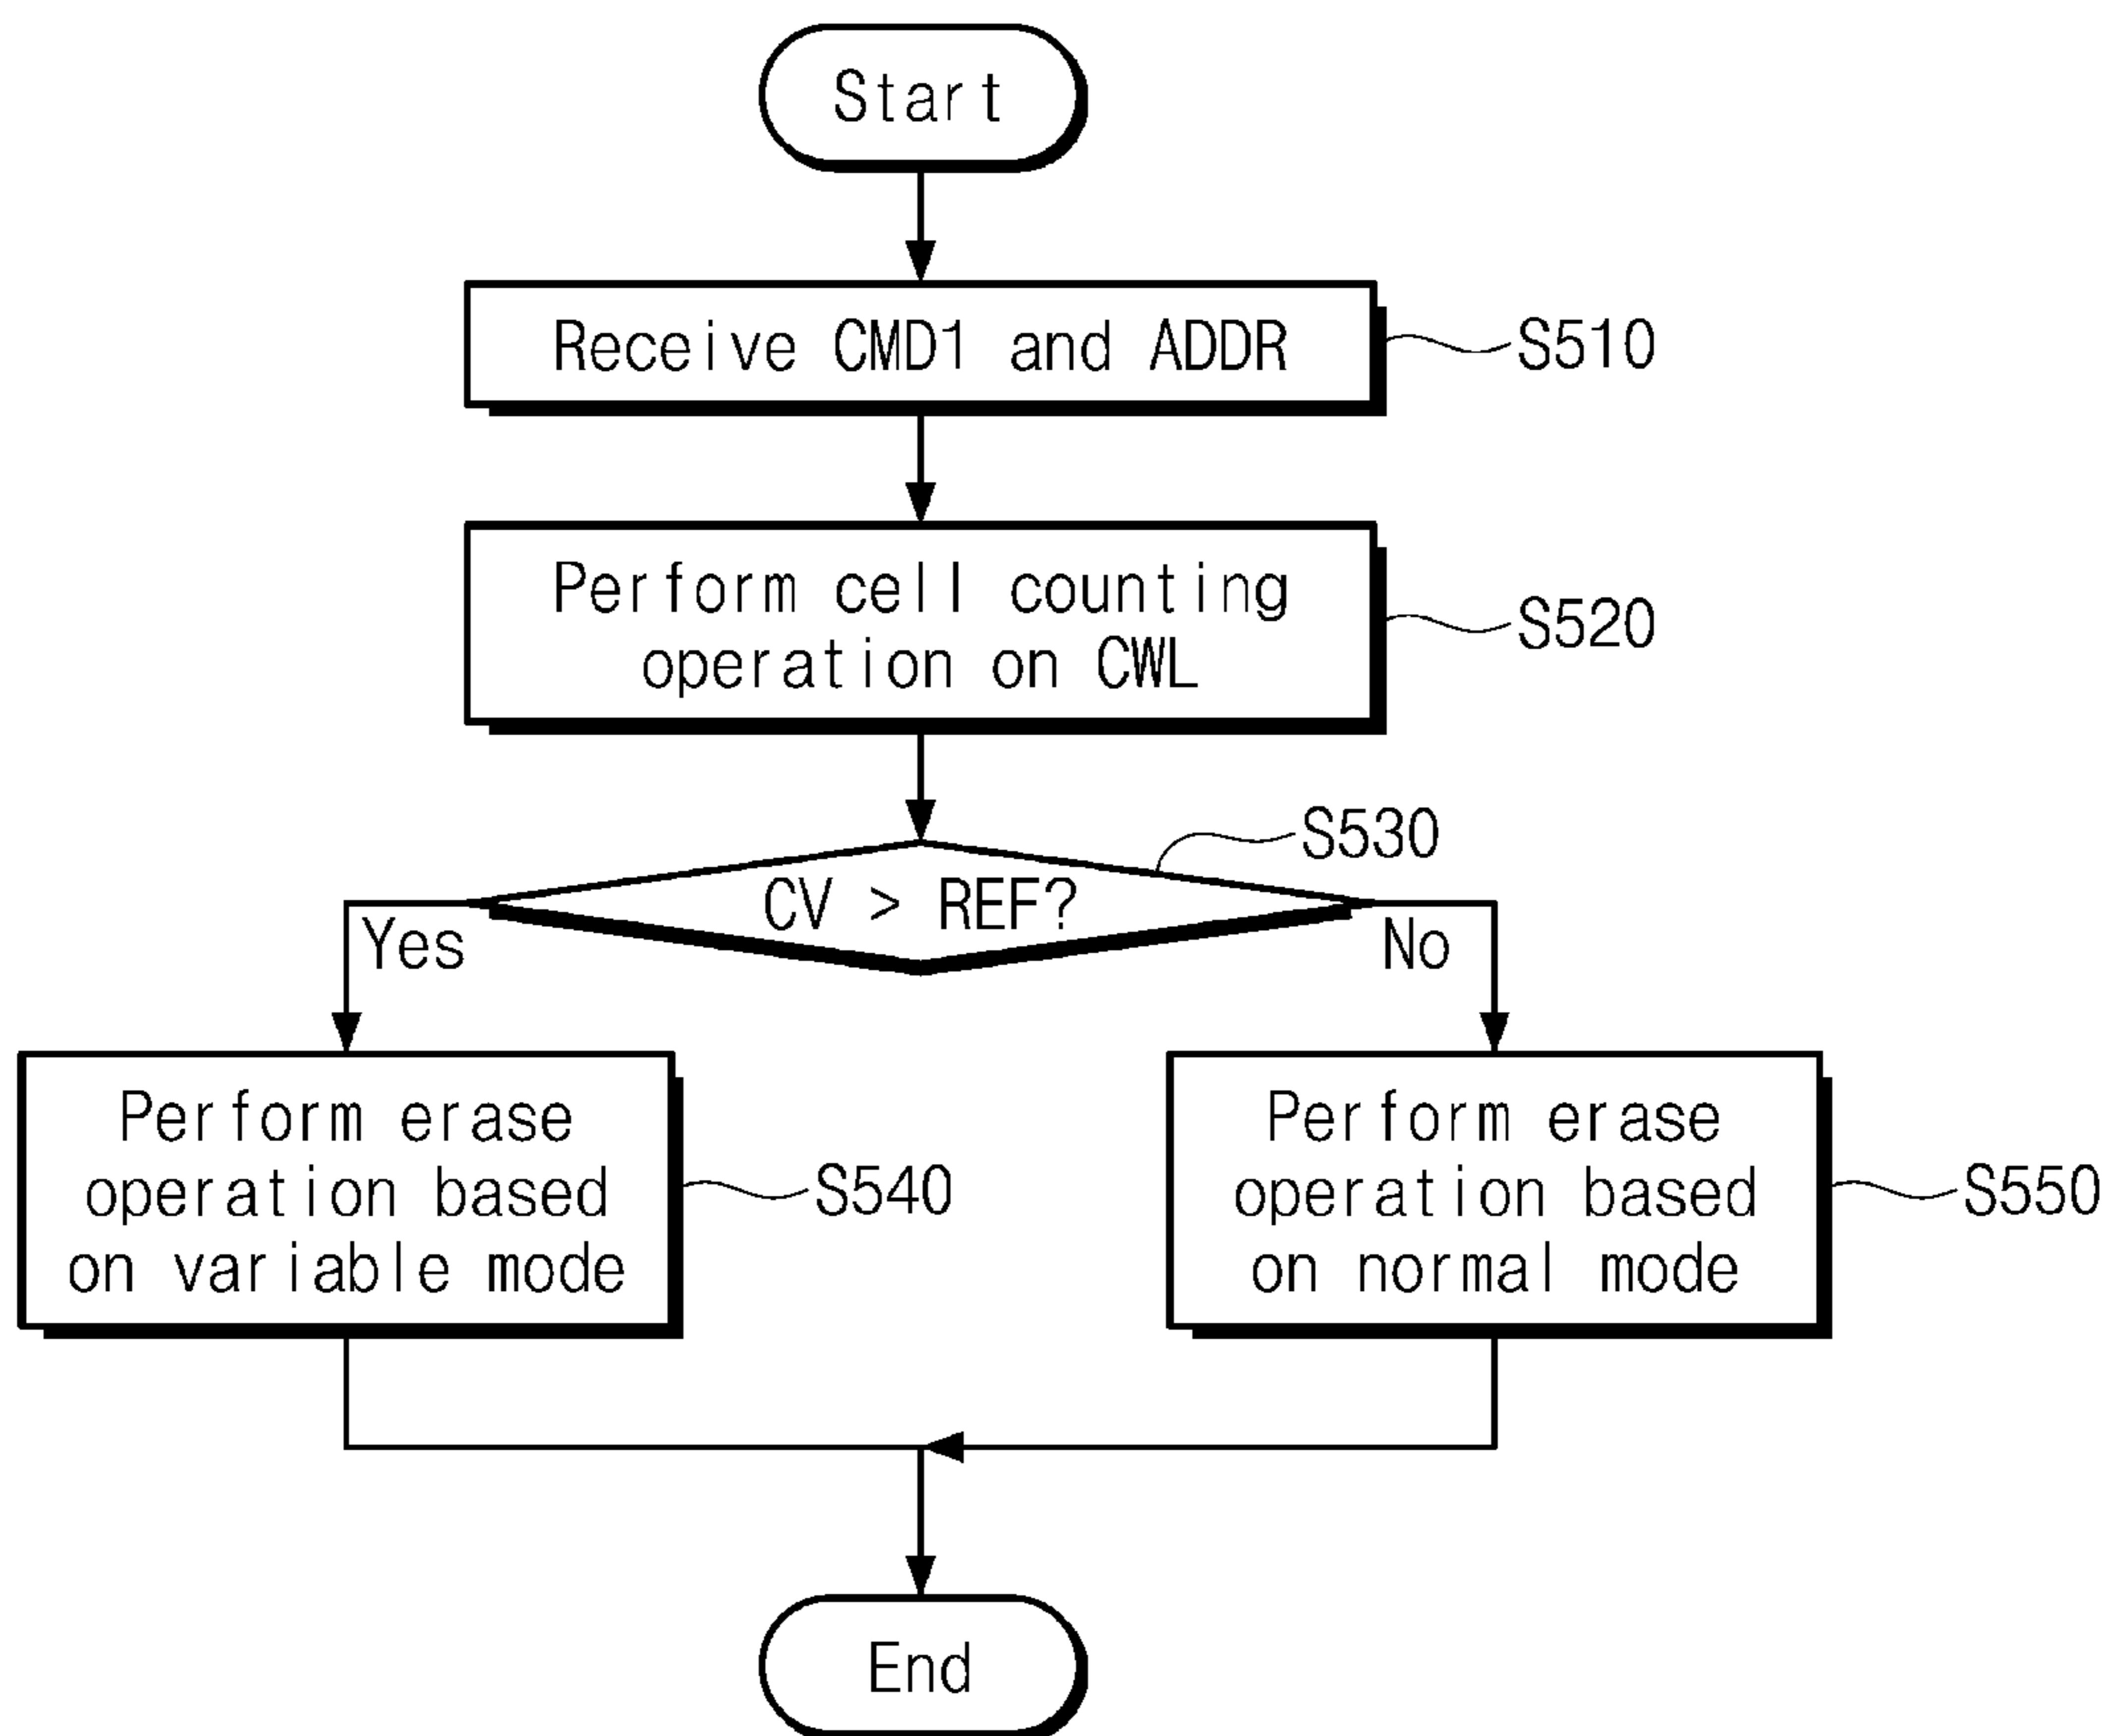 Start
Receive CMD1 and ADDR
S510
Perform cell counting
operation on CWL
S520
S530
CV > REF?
Yes
No
Perform erase
operation based
on variable mode
S540
Perform erase
operation based
on normal mode
S550
End